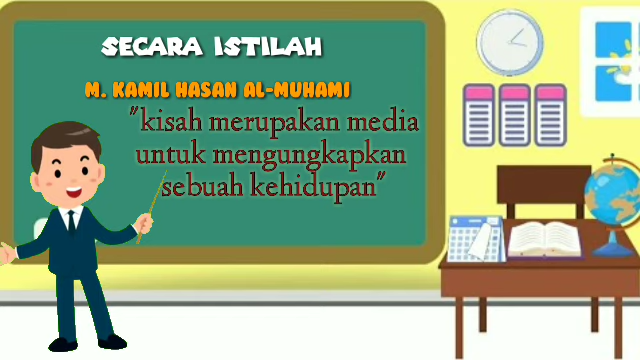 SECARA ISTILAH
M. KAMIL HASAN AL-MUHAMI
"kisah merupakan media
untuk mengungkapkan
sebuah kehidupan"